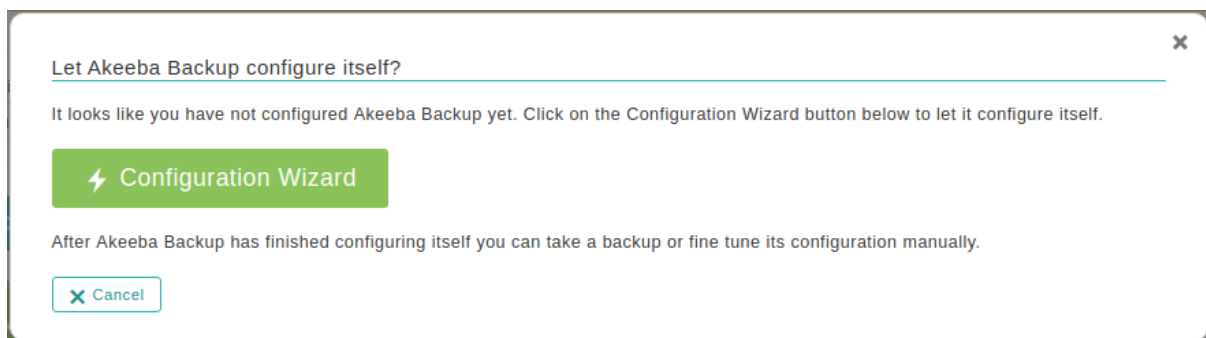 Let Akeeba Backup configure itself?
It looks like you have not configured Akeeba Backup yet. Click on the Configuration Wizard button below to let it configure itself.
Configuration Wizard
After Akeeba Backup has finished configuring itself you can take a backup or fine tune its configuration manually.
Cancel